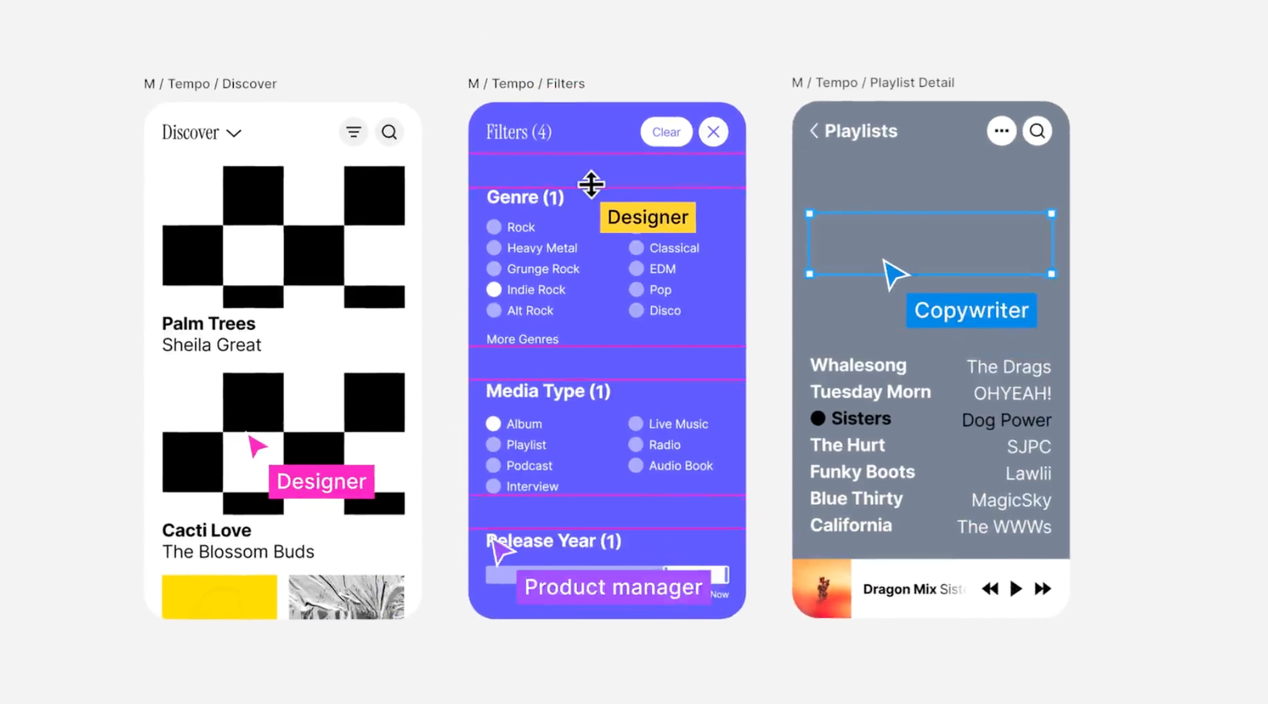 M / Tempo / Discover
Discover
Palm Trees
Sheila Great
Designer
Cacti Love
The Blossom Buds
M / Tempo / Filters
Filters (4)
Clear
Genre (1)
Designer
Rock
Heavy Metal
Classical
Grunge Rock
EDM
Indie Rock
Pop
Alt Rock
Disco
More Genres
Media Type (1)
Album
Live Music
Playlist
Radio
Podcast
Audio Book
Interview
Release Year (1)
Product manager
Now
M / Tempo / Playlist Detail
Playlists
Copywriter
Whalesong The Drags
Tuesday Morn OHYEAH!
Sisters Dog Power
The Hurt SJPC
Funky Boots Lawlii
Blue Thirty MagicSky
California The WWWs
Dragon Mix